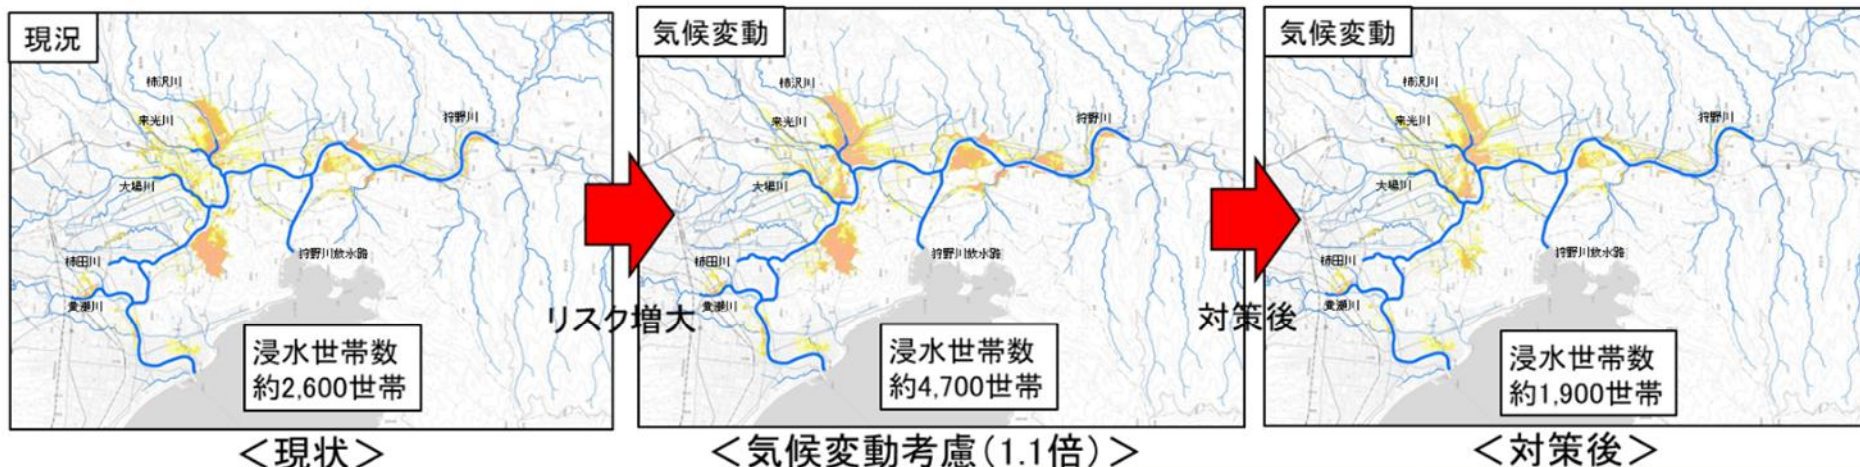 現況
柿沢川
来光川
狩野川
大場川
柿田川
狩野川放水路
黄瀬川
浸水世帯数
約2,600世帯
＜現状＞
リスク増大
気候変動
柿沢川
来光川
狩野川
大場川
柿田川
狩野川放水路
黄瀬川
浸水世帯数
約4,700世帯
＜気候変動考慮(1.1倍)＞
対策後
気候変動
柿沢川
来光川
狩野川
大場川
柿田川
狩野川放水路
黄瀬川
浸水世帯数
約1,900世帯
＜対策後＞